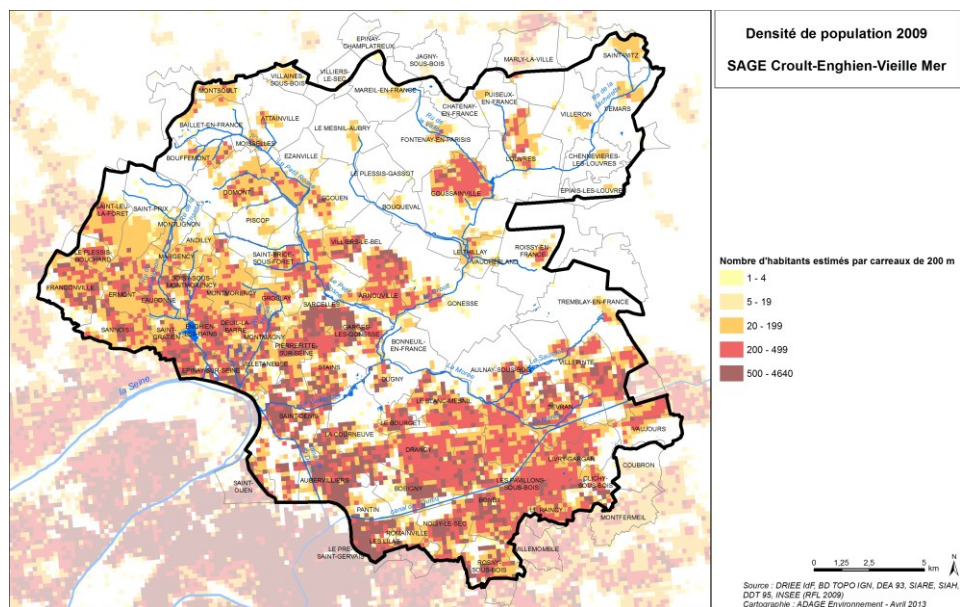 Densité de population 2009
SAGE Croult-Enghien-Vieille Mer
EPINAY-
CHAMPLATREUX
JAGNY-
SOUS-BOIS
MARLY-LA-VILLE
SAINT-WITZ
VILLAINES-
SOUS-BOIS
VILLIERS-
LE-SEC
MAREIL-EN-FRANCE
MONTSOULT
CHATENAY-
EN-FRANCE
PUISEUX-
EN-FRANCE
VILLERON
VEMARS
ATTAINVILLE
BAILLET-EN-FRANCE
LE MESNIL-AUBRY
FONTENAY-EN-PARISIS
MOISSELLES
BOUFFEMONT
EZANVILLE
LOUVRES
CHENNEVIERES-
LES-LOUVRES
LE PLESSIS-GASSOT
Le Petit Rosne
DOMONT
GOUSSAINVILLE
EPIAIS-LES-LOUVRES
ECOUEN
BOUQUEVAL
SAINT-LEU-
LA-FORET
SAINT-PRIX
MONTLIGNON
PISCOP
ANDILLY
VILLIERS-LE-BEL
LE THILLAY
ROISSY-EN-
FRANCE
VAUDHERLAND
LE PLESSIS-
BOUCHARD
MARGENCY
SAINT-BRICE-
SOUS-FORET
FRANCONVILLE
ERMONT
EAUBONNE
SOISY-SOUS-
MONTMORENCY
MONTMORENCY
GROSLAY
SARCELLES
ARNOUVILLE
GONESSE
TREMBLAY-EN-FRANCE
SANNOIS
SAINT-
GRATIEN
ENGHIEN
-LES-BAINS
DEUIL-LA-
BARRE
MONTMAGNY
GARGES-
LES-GONESSE
BONNEUIL-
EN-FRANCE
PIERREFITTE
-SUR-SEINE
EPINAY-SUR-SEINE
VILLETANEUSE
STAINS
DUGNY
La Morée
AULNAY-SOUS-BOIS
VILLEPINTE
la Seine
SAINT-DENIS
LE BLANC-MESNIL
SEVRAN
LE BOURGET
LA COURNEUVE
VAUJOURS
DRANCY
LIVRY-GARGAN
COUBRON
AUBERVILLIERS
SAINT-
OUEN
BOBIGNY
LES PAVILLONS-
SOUS-BOIS
CLICHY-
SOUS-BOIS
BONDY
PANTIN
canal de l'Ourcq
LE RAINCY
MONTFERMEIL
NOISY-LE-SEC
ROMAINVILLE
LES LILAS
LE PRE-
SAINT-GERVAIS
VILLEMOMBLE
ROSNY-
SOUS-BOIS
Nombre d'habitants estimés par carreaux de 200 m
1 - 4
5 - 19
20 - 199
200 - 499
500 - 4640
0 1,25 2,5 5
km
N
Source : DRIEE IdF, BD TOPO IGN, DEA 93, SIARE, SIAH,
DDT 95, INSEE (RFL 2009)
Cartographie : ADAGE Environnement - Avril 2013